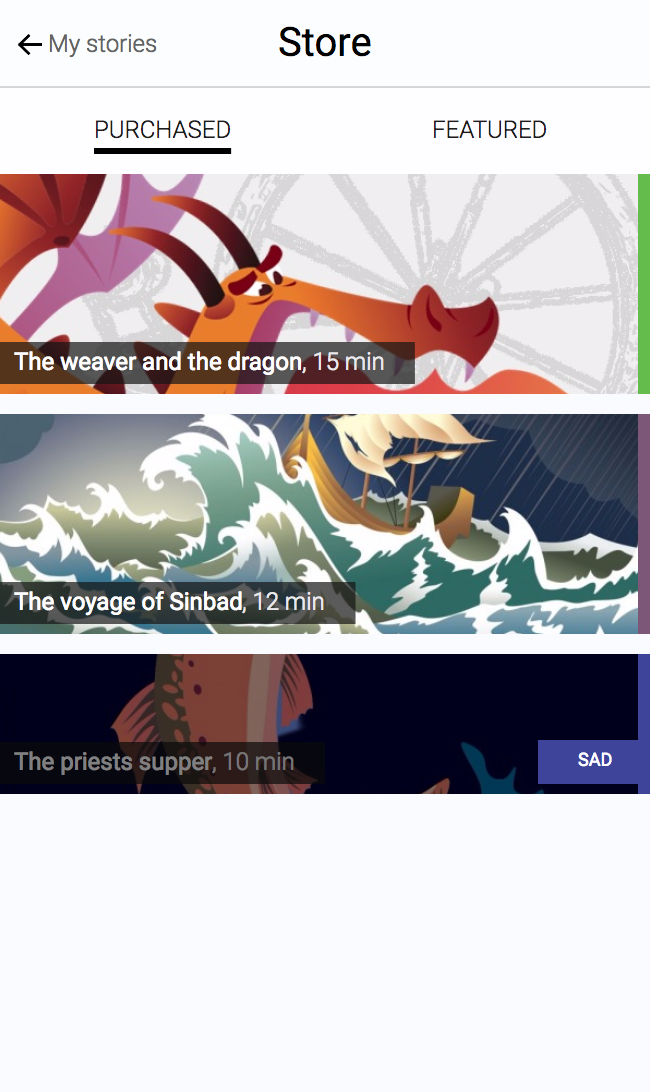 My stories
Store
PURCHASED
FEATURED
The weaver and the dragon, 15 min
The voyage of Sinbad, 12 min
The priests supper, 10 min
SAD